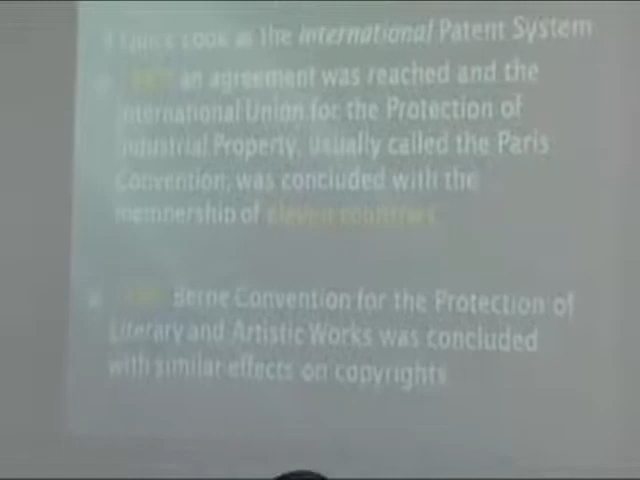 Quick Look at the International Patent System
an agreement was reached and the
International Union for the Protection of
Industrial Property, usually called the Paris
Convention, was concluded with the
membership of eleven countries
Berne Convention for the Protection of
Literary and Artistic Works was concluded
with similar effects on copyrights